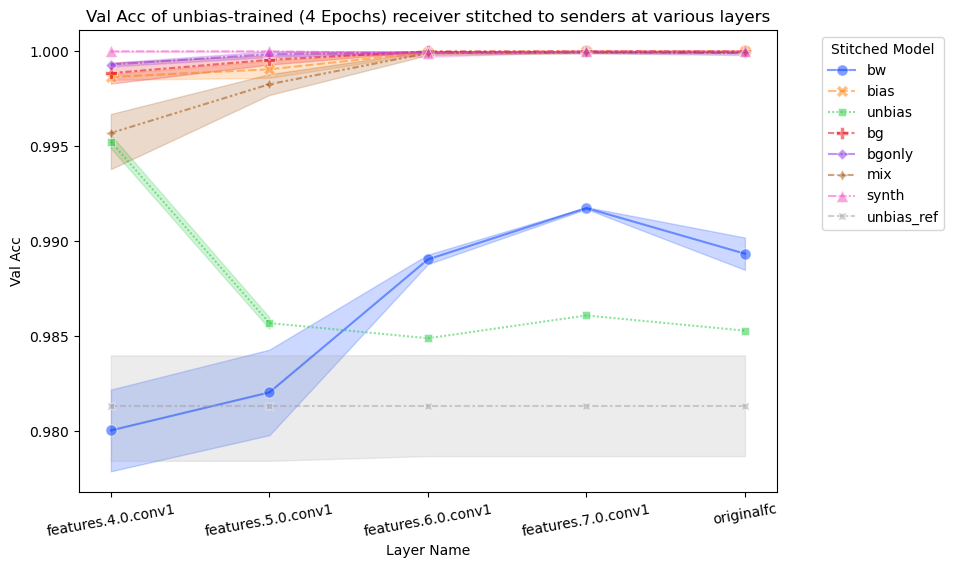 Val Acc of unbias-trained (4 Epochs) receiver stitched to senders at various layers
Val Acc
1.000
0.995
0.990
0.985
0.980
features.4.0.conv1
features.5.0.conv1
features.6.0.conv1
features.7.0.conv1
originalfc
Layer Name
Stitched Model
bw
bias
unbias
bg
bgonly
mix
synth
unbias_ref